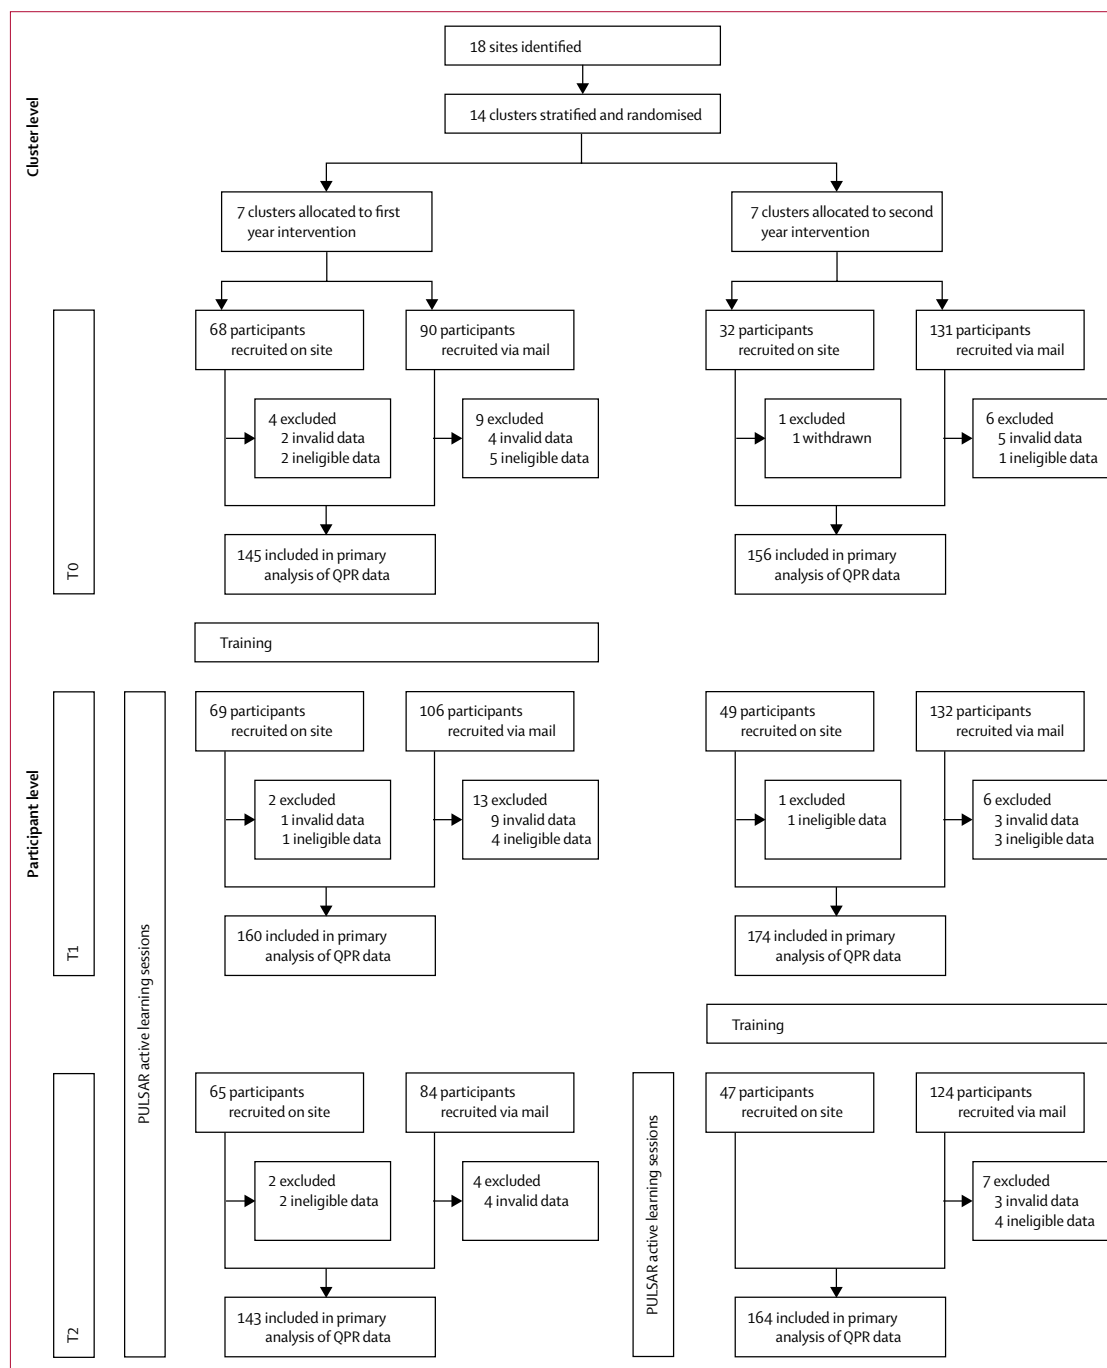 18 sites identified
14 clusters stratified and randomised
Cluster level
7 clusters allocated to first
year intervention
7 clusters allocated to second
year intervention
68 participants
recruited on site
90 participants
recruited via mail
32 participants
recruited on site
131 participants
recruited via mail
4 excluded
2 invalid data
2 ineligible data
9 excluded
4 invalid data
5 ineligible data
1 excluded
1 withdrawn
6 excluded
5 invalid data
1 ineligible data
145 included in primary
analysis of QPR data
156 included in primary
analysis of QPR data
T0
Training
Participant level
69 participants
recruited on site
106 participants
recruited via mail
49 participants
recruited on site
132 participants
recruited via mail
2 excluded
1 invalid data
1 ineligible data
13 excluded
9 invalid data
4 ineligible data
1 excluded
1 ineligible data
6 excluded
3 invalid data
3 ineligible data
160 included in primary
analysis of QPR data
174 included in primary
analysis of QPR data
T1
PULSAR active learning sessions
Training
65 participants
recruited on site
84 participants
recruited via mail
47 participants
recruited on site
124 participants
recruited via mail
2 excluded
2 ineligible data
4 excluded
4 invalid data
7 excluded
3 invalid data
4 ineligible data
PULSAR active learning sessions
143 included in primary
analysis of QPR data
164 included in primary
analysis of QPR data
T2